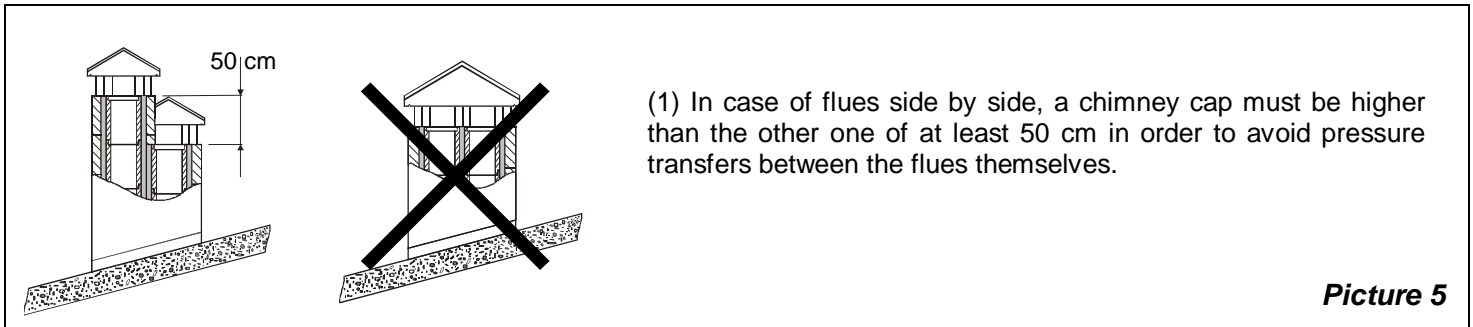 50 cm
(1) In case of flues side by side, a chimney cap must be higher
than the other one of at least 50 cm in order to avoid pressure
transfers between the flues themselves.
Picture 5